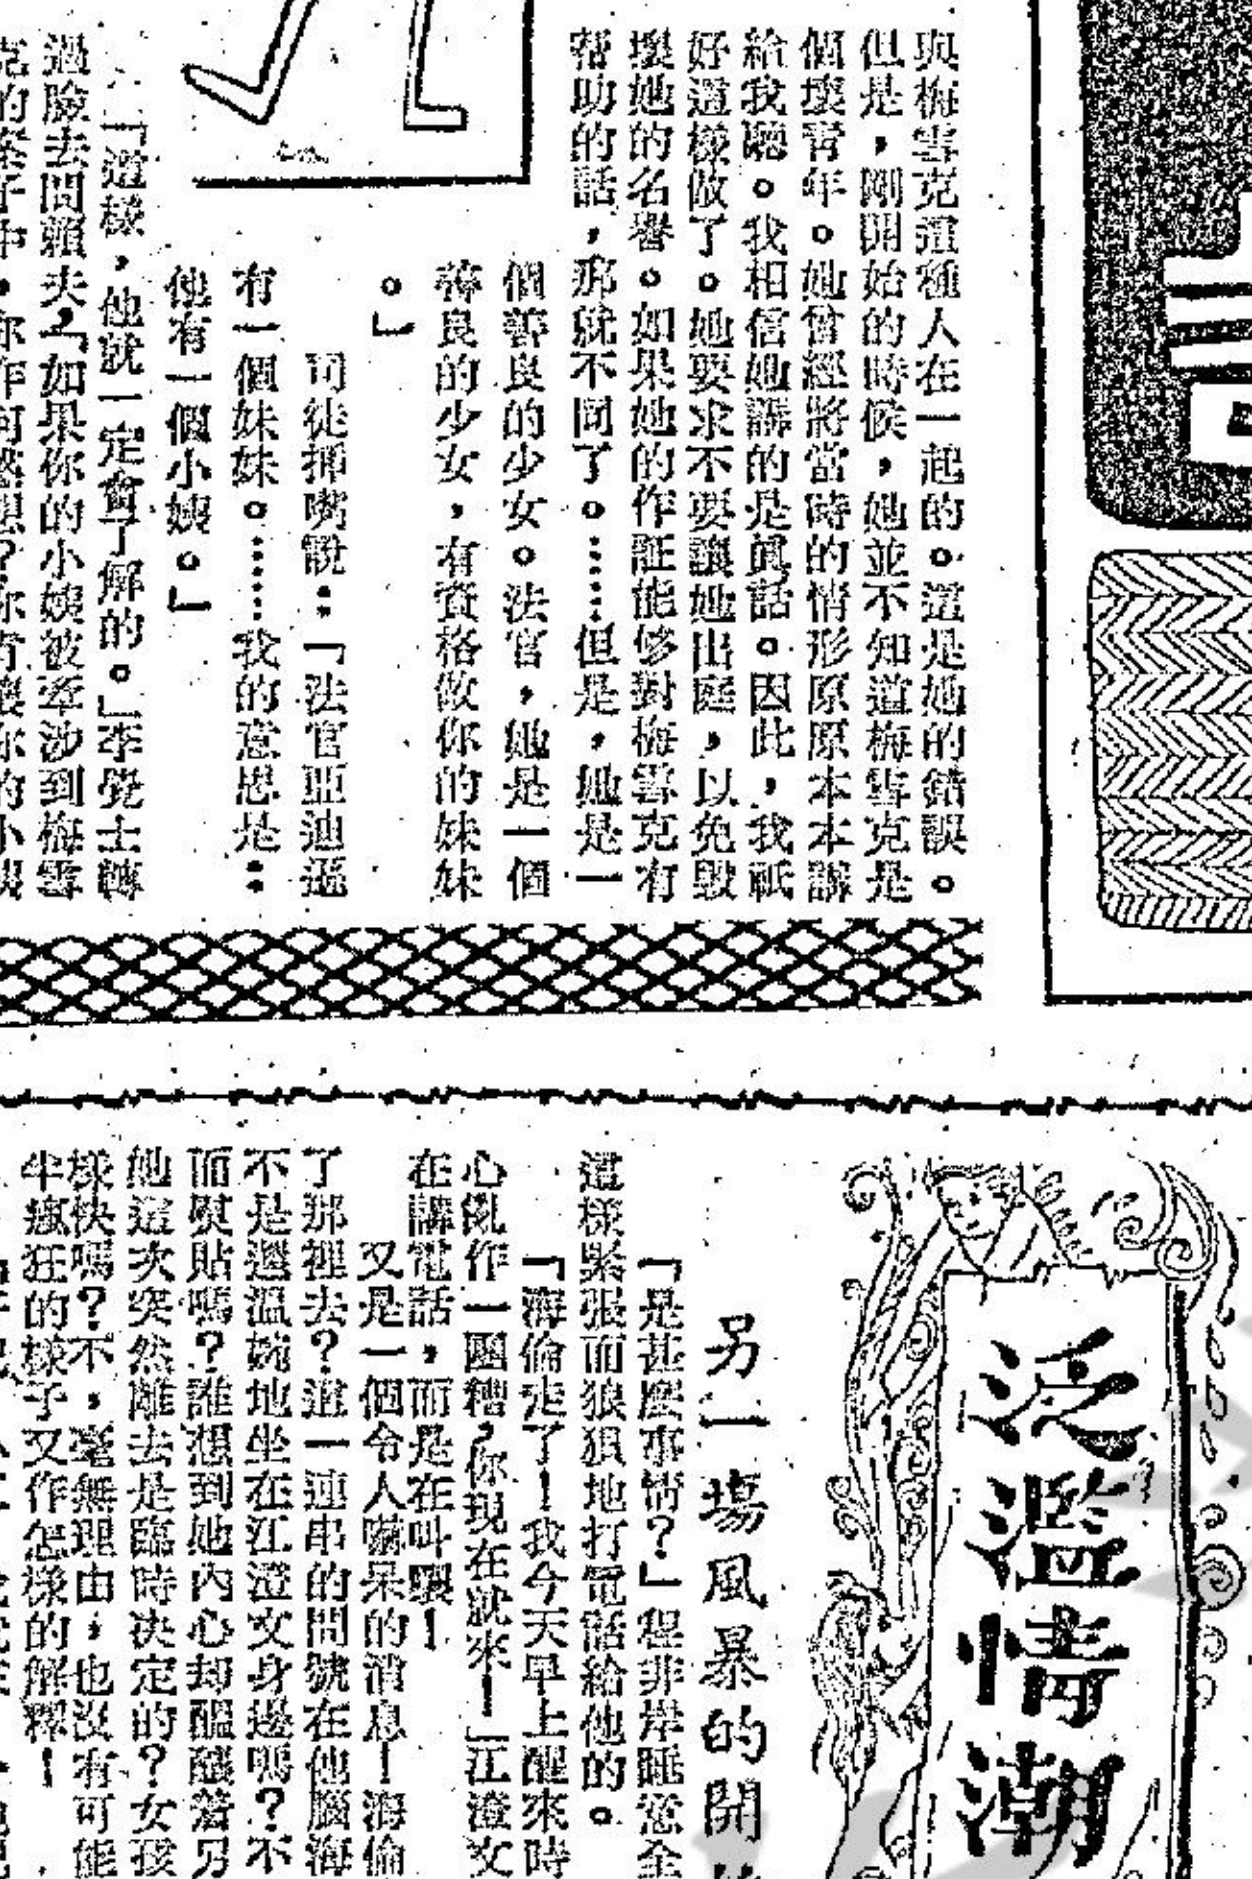 與梅雪克這種人在一起的。這是她的錯誤。
但是，剛開始的時候，她並不知道梅雪克是
個壞青年。她曾經將當時的情形原原本本講
給我聽。我相信她講的是眞話。因此，我祇
好這樣做了。她要求不要讓她出庭，以免毀
壞她的名譽。如果她的作証能够對梅雪克有
帮助的話，那就不同了。……但是，她是一
個善良的少女。法官，她是一個
善良的少女，有資格做你的妹妹
。」
司徒揷嘴說：「法官亞迪遜
有一個妹妹。……我的意思是：
他有一個小姨。」
「這樣，他就一定會了解的。」李覺士轉
過臉去問賴夫，「如果你的小姨被牽涉到梅雪
泛濫情潮
另一塲風暴的開
「是甚麼事情？」程非岸睡意全
這樣緊張而狼狽地打電話給他的。
「海倫走了！我今天早上醒來時
心亂作一團糟，你現在就來！」江澄文
在講電話，而是在叫嚷！
又是一個令人嚇呆的消息！海倫
了那裡去？這一連串的問號在他腦海
不是還溫婉地坐在江澄文身邊嗎？不
而熨貼嗎？誰想到她內心却醞釀着另
她這次突然離去是臨時决定的？女孩
樣快嗎？不，毫無理由，也沒有可能
半瘋狂的樣子又作怎樣的解釋！